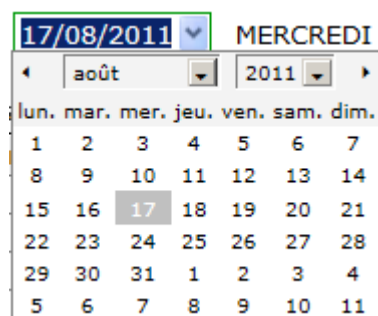 17/08/2011 MERCREDI
août 2011
lun. mar. mer. jeu. ven. sam. dim.
1 2 3 4 5 6 7
8 9 10 11 12 13 14
15 16 17 18 19 20 21
22 23 24 25 26 27 28
29 30 31 1 2 3 4
5 6 7 8 9 10 11